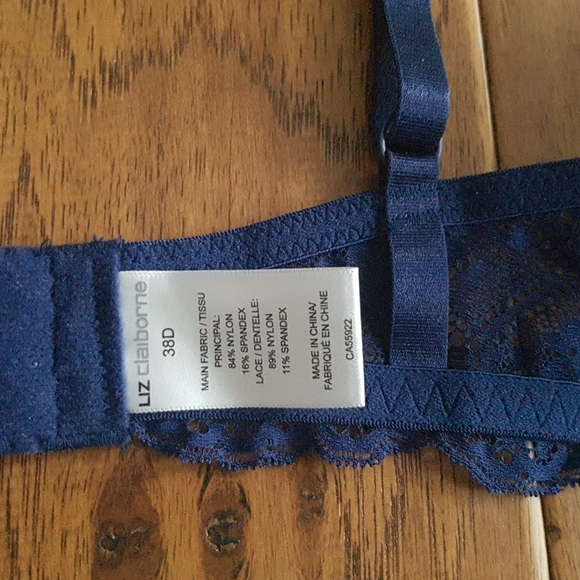 LIZ claiborne
38D
MAIN FABRIC / TISSU
PRINCIPAL:
84% NYLON
16% SPANDEX
LACE / DENTELLE:
89% NYLON
11% SPANDEX
MADE IN CHINA/
FABRIQUÉ EN CHINE
CA55922